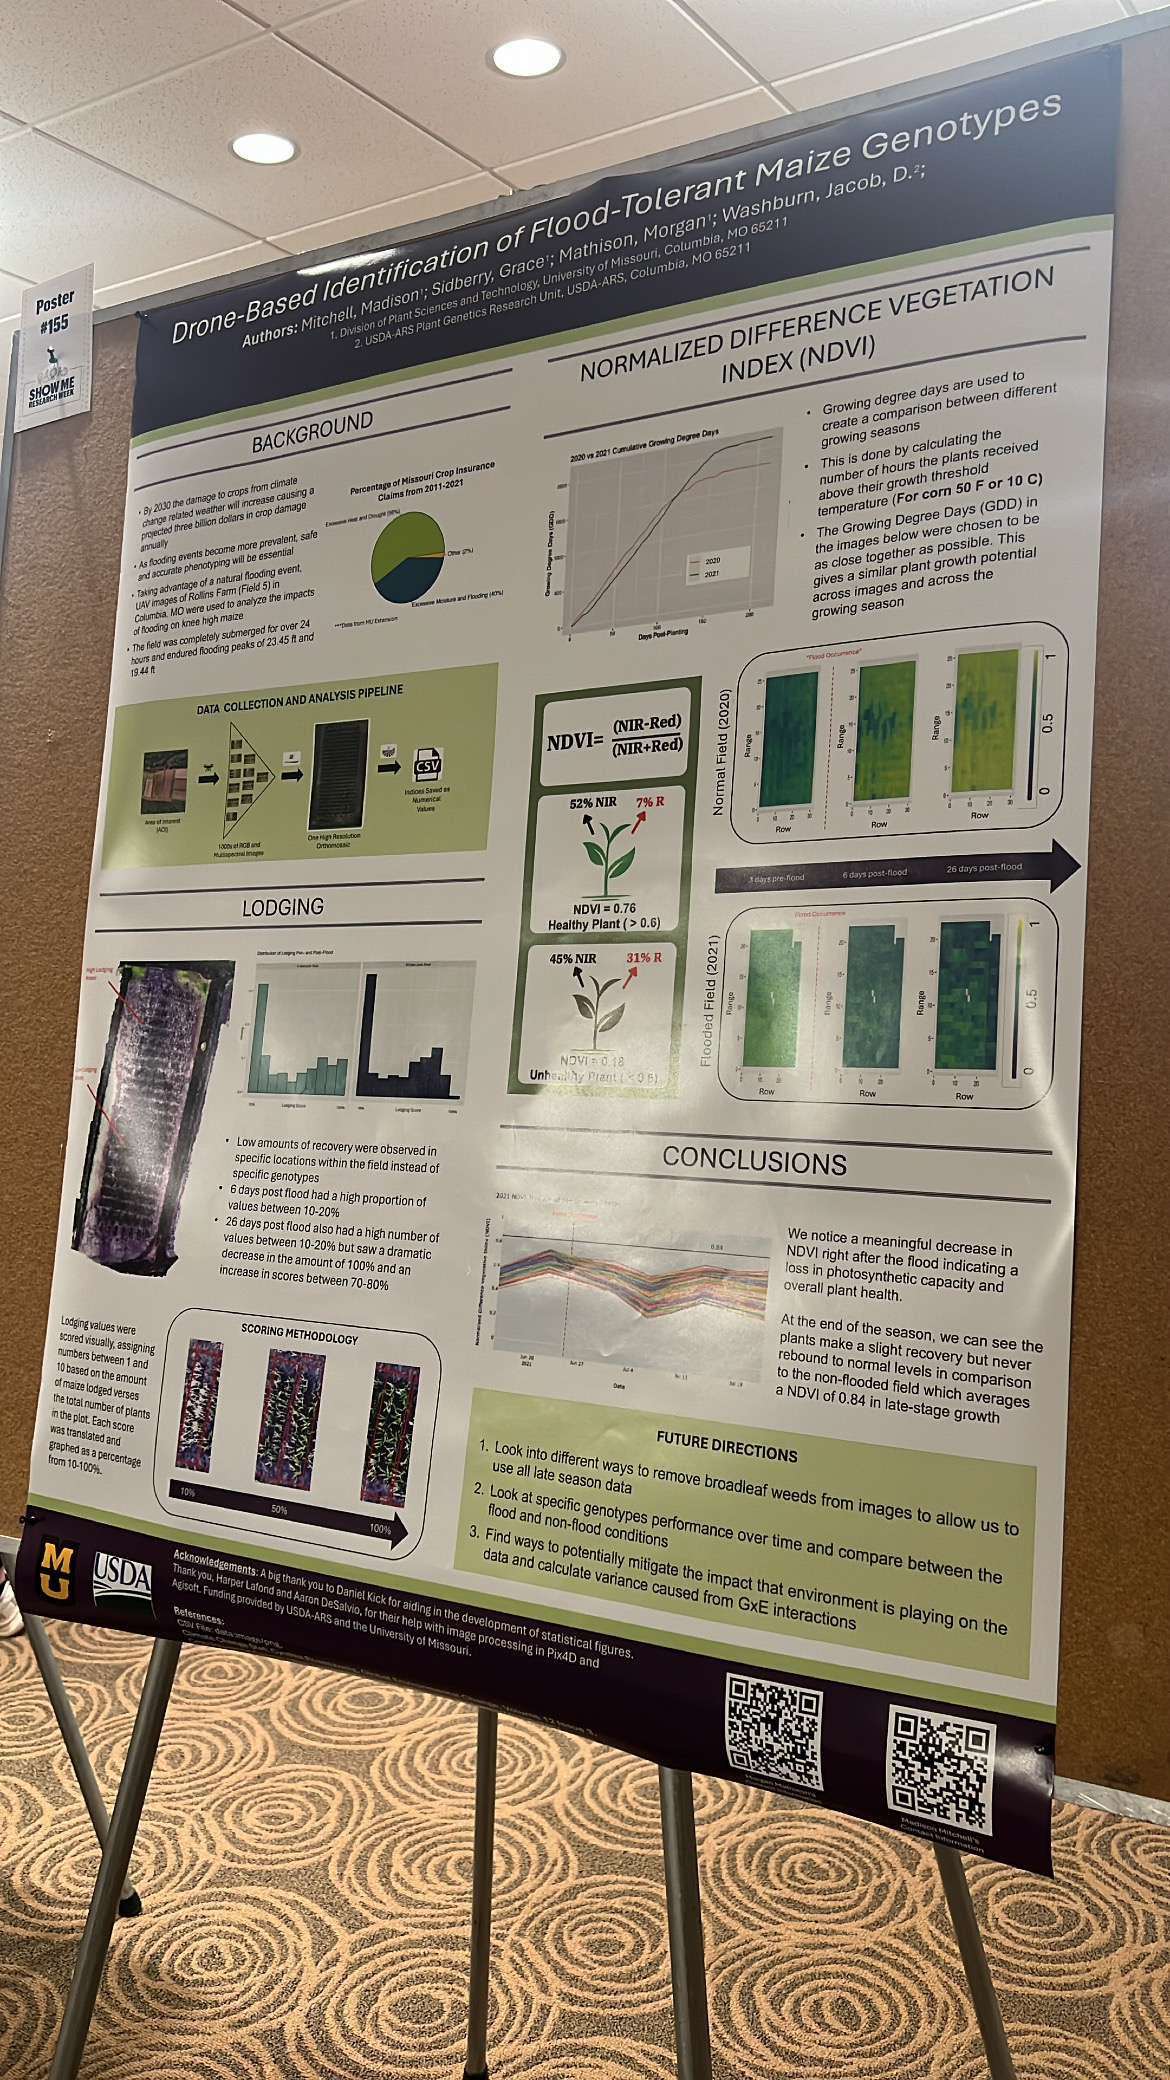 Poster
#155
SHOW ME
RESEARCH WEEK
Drone-Based Identification of Flood-Tolerant Maize Genotypes
Authors: Mitchell, Madison¹; Sidberry, Grace¹; Mathison, Morgan¹; Washburn, Jacob, D.²;
1. Division of Plant Sciences and Technology, University of Missouri, Columbia, MO 65211
2. USDA-ARS Plant Genetics Research Unit, USDA-ARS, Columbia, MO 65211
BACKGROUND
• By 2030 the damage to crops from climate
change related weather will increase causing a
projected three billion dollars in crop damage
annually
• As flooding events become more prevalent, safe
and accurate phenotyping will be essential
• Taking advantage of a natural flooding event,
UAV images of Rollins Farm (Field 5) in
Columbia, MO were used to analyze the impacts
of flooding on knee high maize
• The field was completely submerged for over 24
hours and endured flooding peaks of 23.45 ft and
19.44 ft
Percentage of Missouri Crop Insurance
Claims from 2011-2021
Excessive Heat and Drought (58%)
Other (2%)
Excessive Moisture and Flooding (40%)
***Data from MU Extension
DATA COLLECTION AND ANALYSIS PIPELINE
Area of Interest
(AOI)
1000s of RGB and
Multispectral Images
One High Resolution
Orthomosaic
CSV
Indices Saved as
Numerical
Values
LODGING
High Lodging
Distribution of Lodging Pre- and Post-Flood
Lodging Score
100%
Lodging Score
100%
• Low amounts of recovery were observed in
specific locations within the field instead of
specific genotypes
• 6 days post flood had a high proportion of
values between 10-20%
• 26 days post flood also had a high number of
values between 10-20% but saw a dramatic
decrease in the amount of 100% and an
increase in scores between 70-80%
Lodging values were
scored visually, assigning
numbers between 1 and
10 based on the amount
of maize lodged verses
the total number of plants
in the plot. Each score
was translated and
graphed as a percentage
from 10-100%.
SCORING METHODOLOGY
10%
50%
100%
NORMALIZED DIFFERENCE VEGETATION
INDEX (NDVI)
2020 vs 2021 Cumulative Growing Degree Days
Growing Degree Days (GDD)
2020
2021
0
50
100
150
200
Days Post-Planting
• Growing degree days are used to
create a comparison between different
growing seasons
• This is done by calculating the
number of hours the plants received
above their growth threshold
temperature (For corn 50 F or 10 C)
• The Growing Degree Days (GDD) in
the images below were chosen to be
as close together as possible. This
gives a similar plant growth potential
across images and across the
growing season
NDVI= (NIR-Red)
(NIR+Red)
52% NIR 7% R
NDVI = 0.76
Healthy Plant ( > 0.6)
45% NIR 31% R
NDVI = 0.18
Unhealthy Plant ( < 0.6)
Normal Field (2020)
"Flood Occurrence"
Range
Range
Range
Row
Row
Row
1
0.5
0
3 days pre-flood
6 days post-flood
26 days post-flood
Flooded Field (2021)
Flood Occurrence
Range
Range
Range
Row
Row
Row
1
0.5
0
CONCLUSIONS
2021 NDVI
Normalized Difference Vegetation Index (NDVI)
0.84
Jun 20
2021
Jun 27
Jul 4
Date
We notice a meaningful decrease in
NDVI right after the flood indicating a
loss in photosynthetic capacity and
overall plant health.
At the end of the season, we can see the
plants make a slight recovery but never
rebound to normal levels in comparison
to the non-flooded field which averages
a NDVI of 0.84 in late-stage growth
FUTURE DIRECTIONS
1. Look into different ways to remove broadleaf weeds from images to allow us to
use all late season data
2. Look at specific genotypes performance over time and compare between the
flood and non-flood conditions
3. Find ways to potentially mitigate the impact that environment is playing on the
data and calculate variance caused from GxE interactions
MU
USDA
Acknowledgements: A big thank you to Daniel Kick for aiding in the development of statistical figures.
Thank you, Harper Lafond and Aaron DeSalvio, for their help with image processing in Pix4D and
Agisoft. Funding provided by USDA-ARS and the University of Missouri.
References:
CSV File: data:image/png,
Morgan Mathison's
Contact Information
Madison Mitchell's
Contact Information